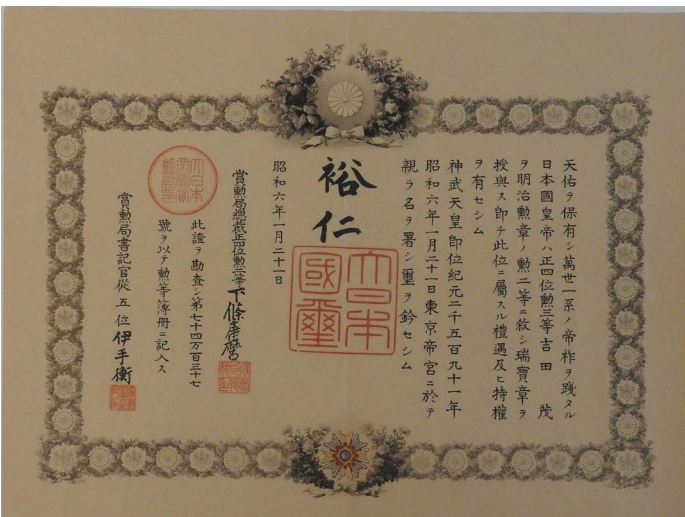 天佑ヲ保有シ萬世一系ノ帝祚ヲ踐タル
日本國皇帝ハ正四位勲三等吉田茂
ヲ明治勲章ノ勲二等ニ敘シ瑞寶章ヲ
授與ス即チ此位ニ屬スル禮遇及ヒ特權
ヲ有セシム
神武天皇即位紀元二千五百九十一年
昭和六年一月二十一日東京帝宮ニ於テ
親ラ名ヲ署シ璽ヲ鈐セシム
裕仁
大日本國璽
昭和六年一月二十一日
賞勲局總裁正四位勲二等下條康麿
此證ヲ勘査シ第七十四万百三十七
號ヲ以テ勲等簿冊ニ記入ス
賞勲局書記官從五位伊手衡